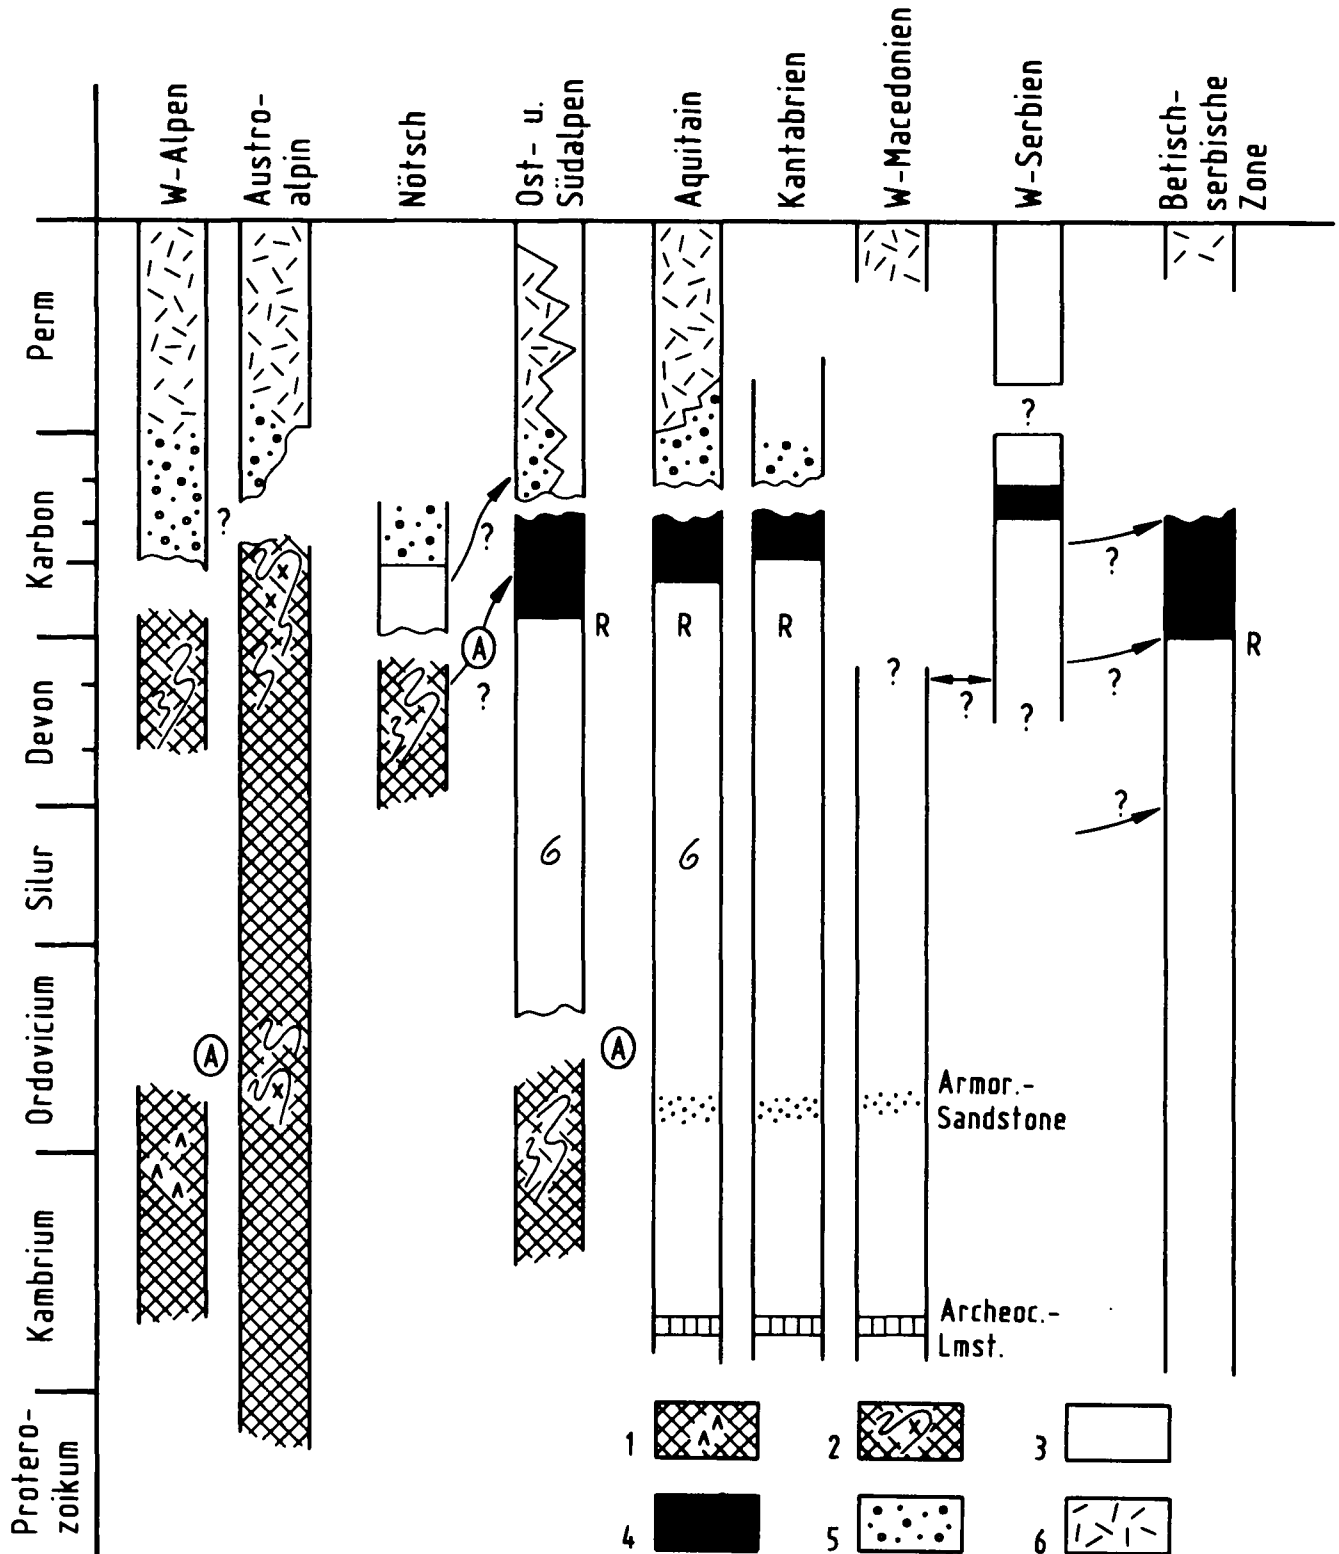 W-Alpen
Austro-
alpin
Nötsch
Ost- u.
Südalpen
Aquitain
Kantabrien
W-Macedonien
W-Serbien
Betisch-
serbische
Zone
Perm
Karbon
Devon
Silur
Ordovicium
Kambrium
Protero-
zoikum
?
?
?
A
?
R
R
R
?
?
?
?
?
?
R
?
6
6
A
A
Armor.-
Sandstone
Archeoc.-
Lmst.
1
2
3
4
5
6